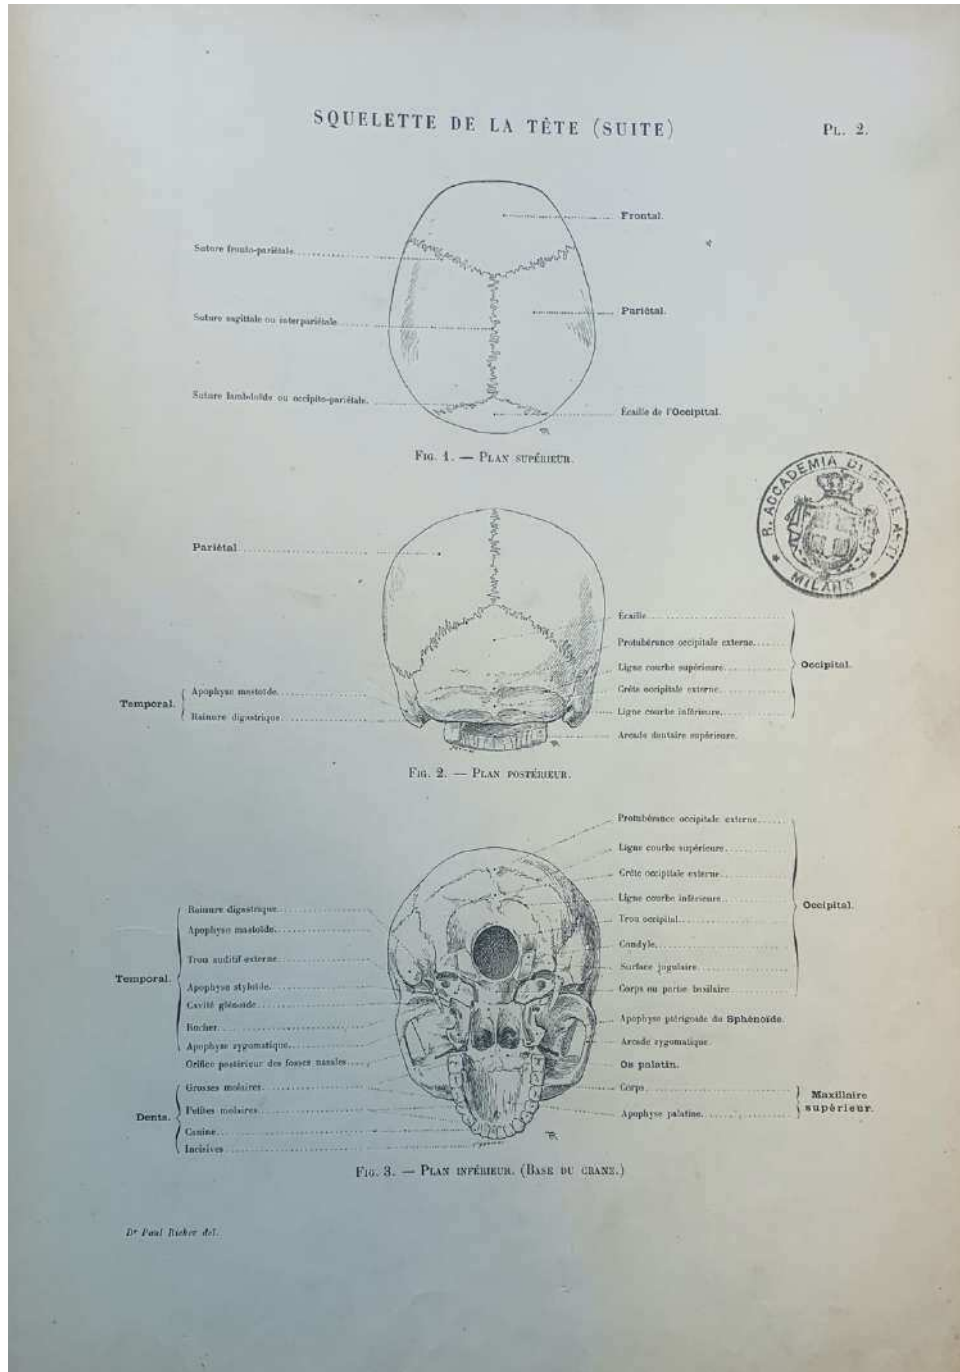 SQUELETTE DE LA TÊTE (SUITE)
PL. 2.
Frontal.
Suture fronto-pariétale
Suture sagittale ou interpariétale
Pariétal.
Suture lambdoïde ou occipito-pariétale.
Écaille de l'Occipital.
FIG. 1. — PLAN SUPÉRIEUR.
R. ACCADEMIA DI BELLE ARTI
MILANO
Pariétal
Écaille
Protubérance occipitale externe
Ligne courbe supérieure
Crête occipitale externe
Ligne courbe inférieure
Occipital.
Arcade dentaire supérieure.
Temporal.
Apophyse mastoïde
Rainure digastrique
FIG. 2. — PLAN POSTÉRIEUR.
Protubérance occipitale externe
Ligne courbe supérieure
Crête occipitale externe
Ligne courbe inférieure
Trou occipital
Condyle
Surface jugulaire
Corps ou portion basilaire
Occipital.
Apophyse ptérigoïde du Sphénoïde.
Arcade zygomatique.
Os palatin.
Corps
Apophyse palatine
Maxillaire
supérieur.
Temporal.
Rainure digastrique
Apophyse mastoïde
Trou auditif externe
Apophyse styloïde
Cavité glénoïde
Rocher
Apophyse zygomatique
Orifice postérieur des fosses nasales
Dents.
Grosses molaires
Petites molaires
Canine
Incisives
FIG. 3. — PLAN INFÉRIEUR. (BASE DU CRANE.)
Dr Paul Richer del.